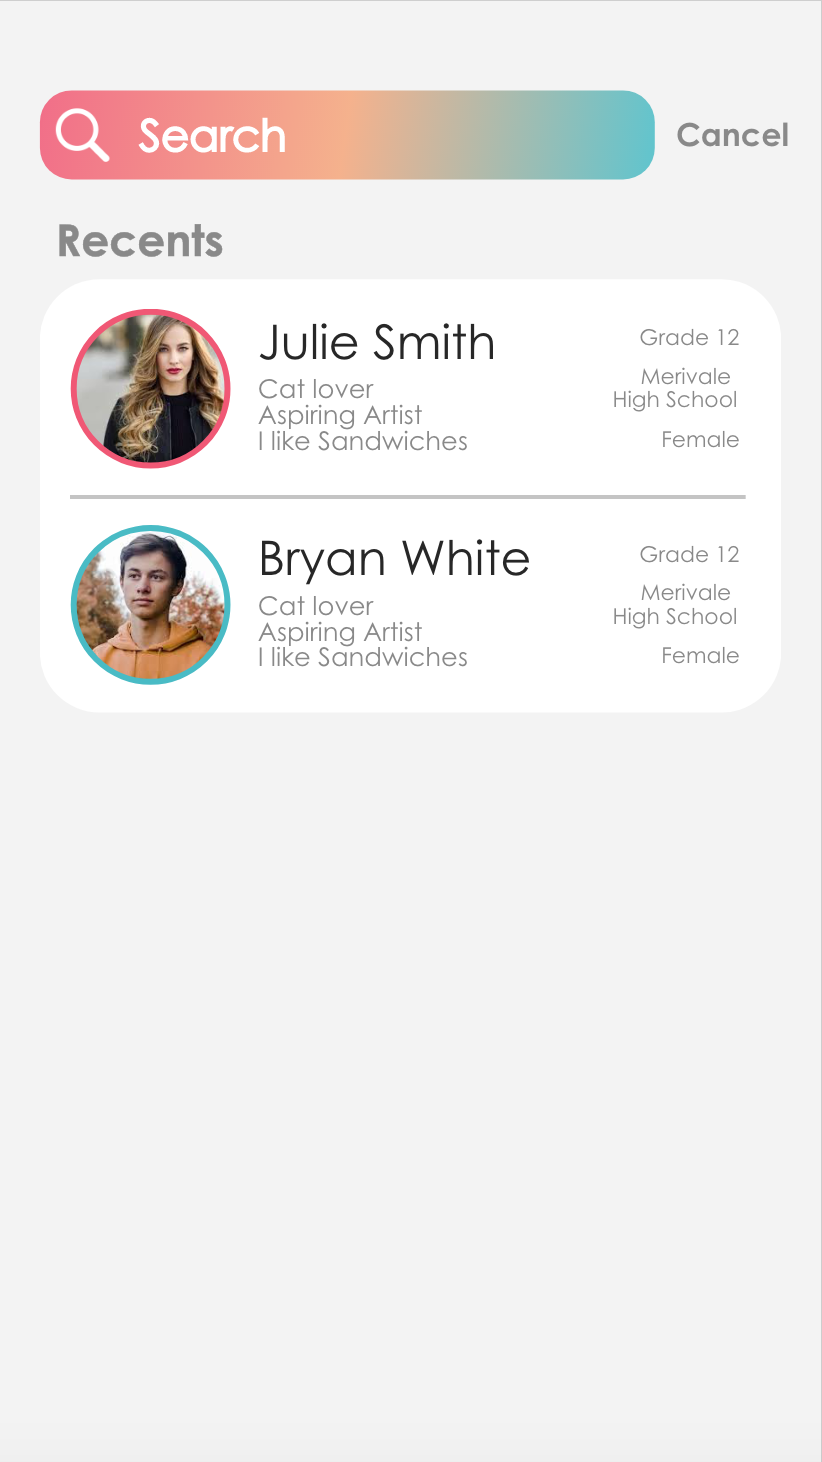 Search
Cancel
Recents
Julie Smith
Cat lover
Aspiring Artist
I like Sandwiches
Grade 12
Merivale
High School
Female
Bryan White
Cat lover
Aspiring Artist
I like Sandwiches
Grade 12
Merivale
High School
Female